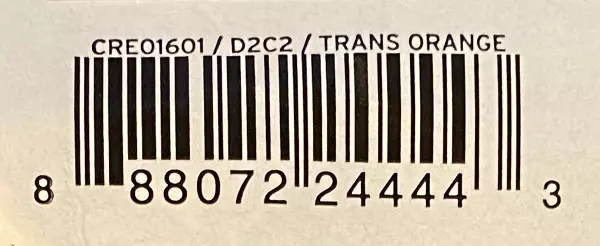 CRE01601 / D2C2 / TRANS ORANGE
8 88072 24444 3